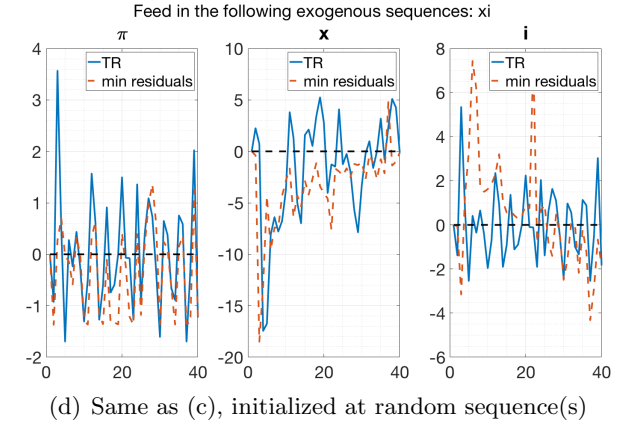 Feed in the following exogenous sequences: xi
π x i
TR
min residuals
TR
min residuals
TR
min residuals
4
3
2
1
0
-1
-2
10
5
0
-5
-10
-15
-20
8
6
4
2
0
-2
-4
-6
0 20 40
0 20 40
0 20 40
(d) Same as (c), initialized at random sequence(s)